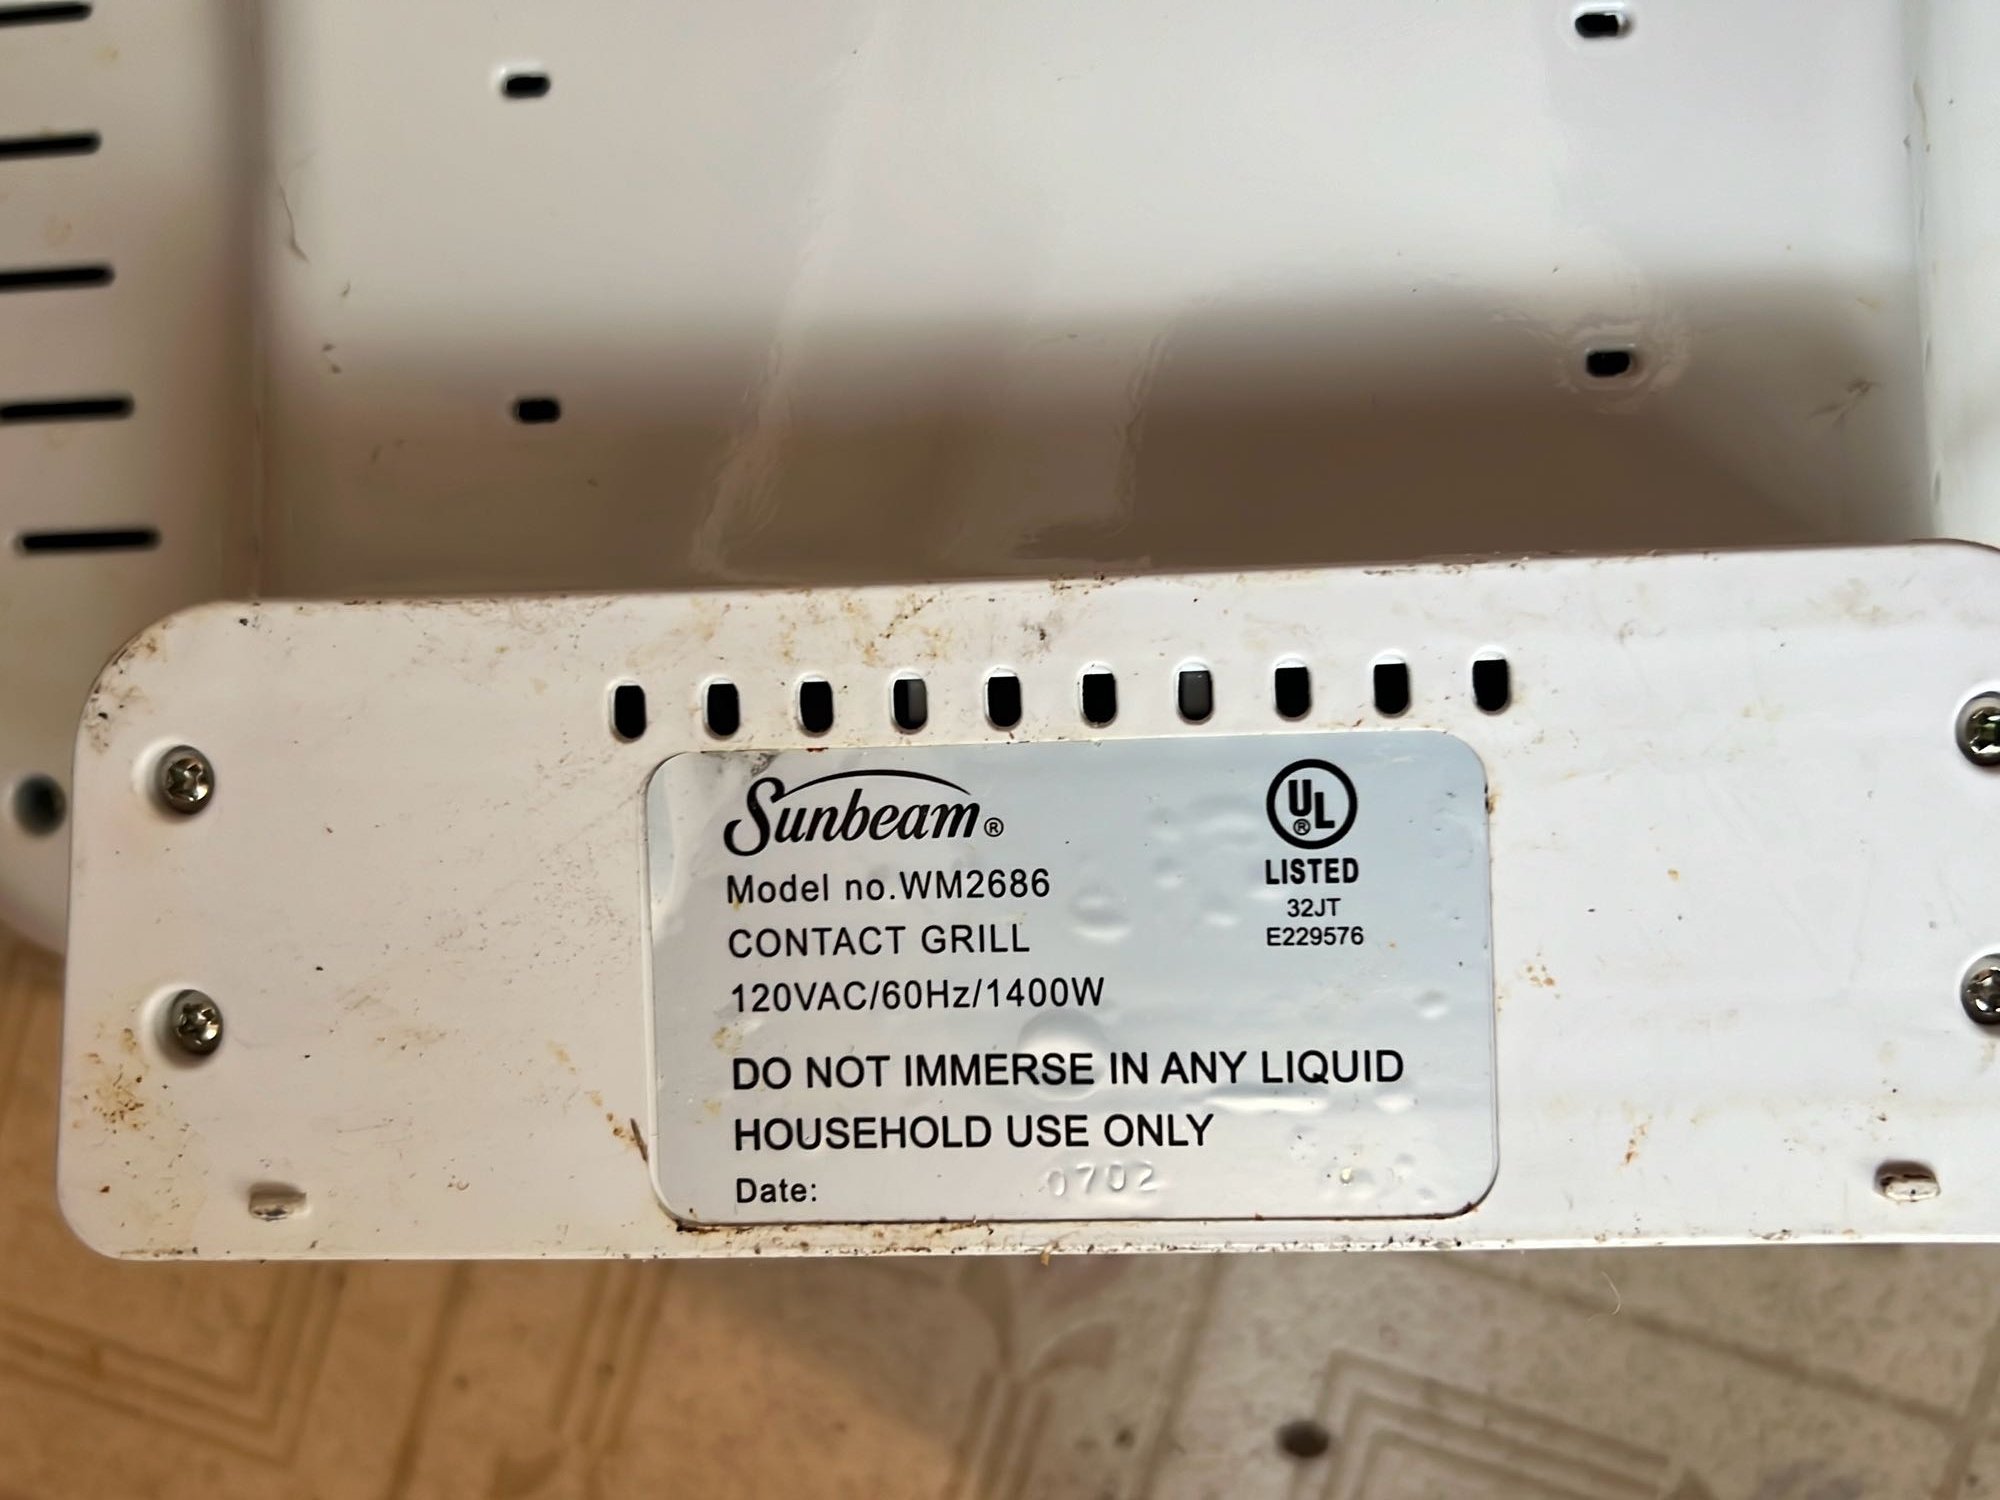 Sunbeam®
Model no.WM2686
CONTACT GRILL
120VAC/60Hz/1400W
DO NOT IMMERSE IN ANY LIQUID
HOUSEHOLD USE ONLY
Date: 0702
UL®
LISTED
32JT
E229576